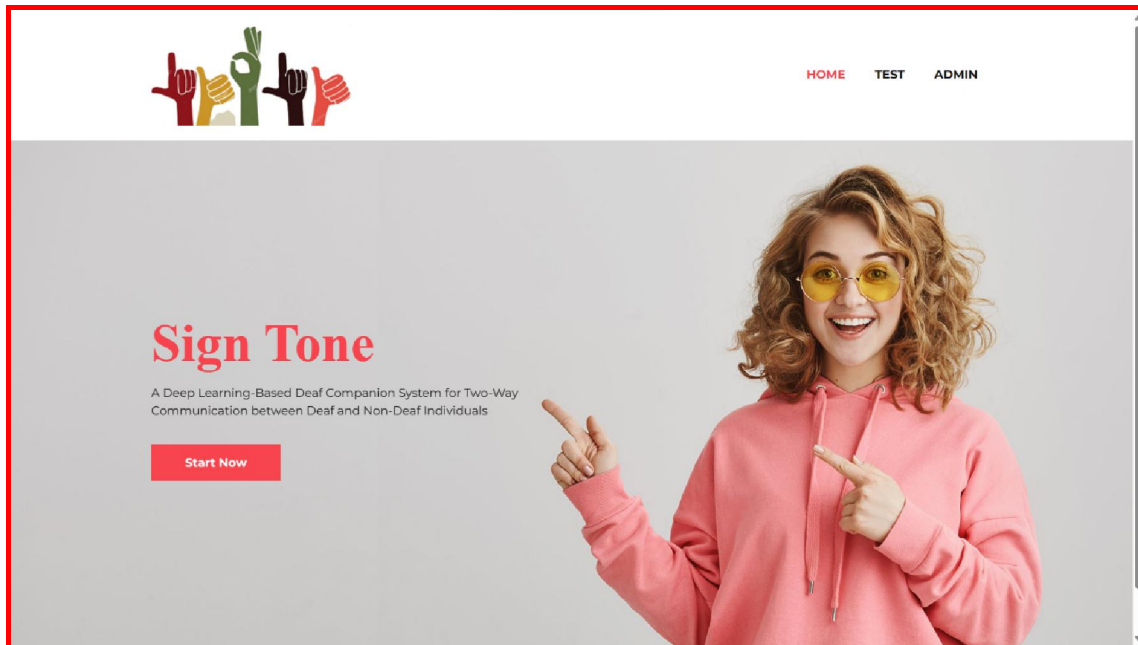 HOME TEST ADMIN
Sign Tone
A Deep Learning-Based Deaf Companion System for Two-Way
Communication between Deaf and Non-Deaf Individuals
Start Now